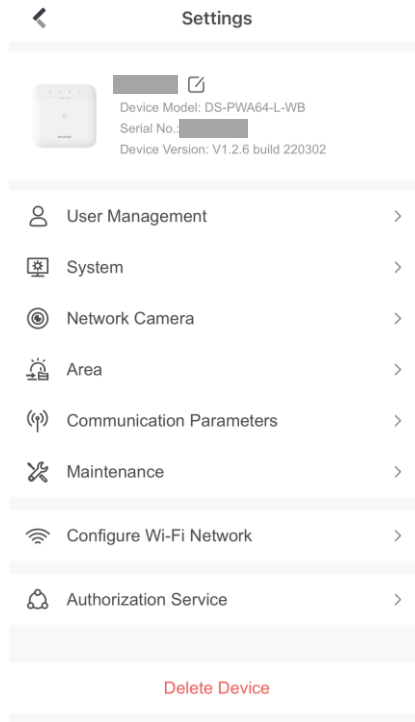 Settings
Device Model: DS-PWA64-L-WB
Serial No.:
Device Version: V1.2.6 build 220302
User Management
System
Network Camera
Area
Communication Parameters
Maintenance
Configure Wi-Fi Network
Authorization Service
Delete Device